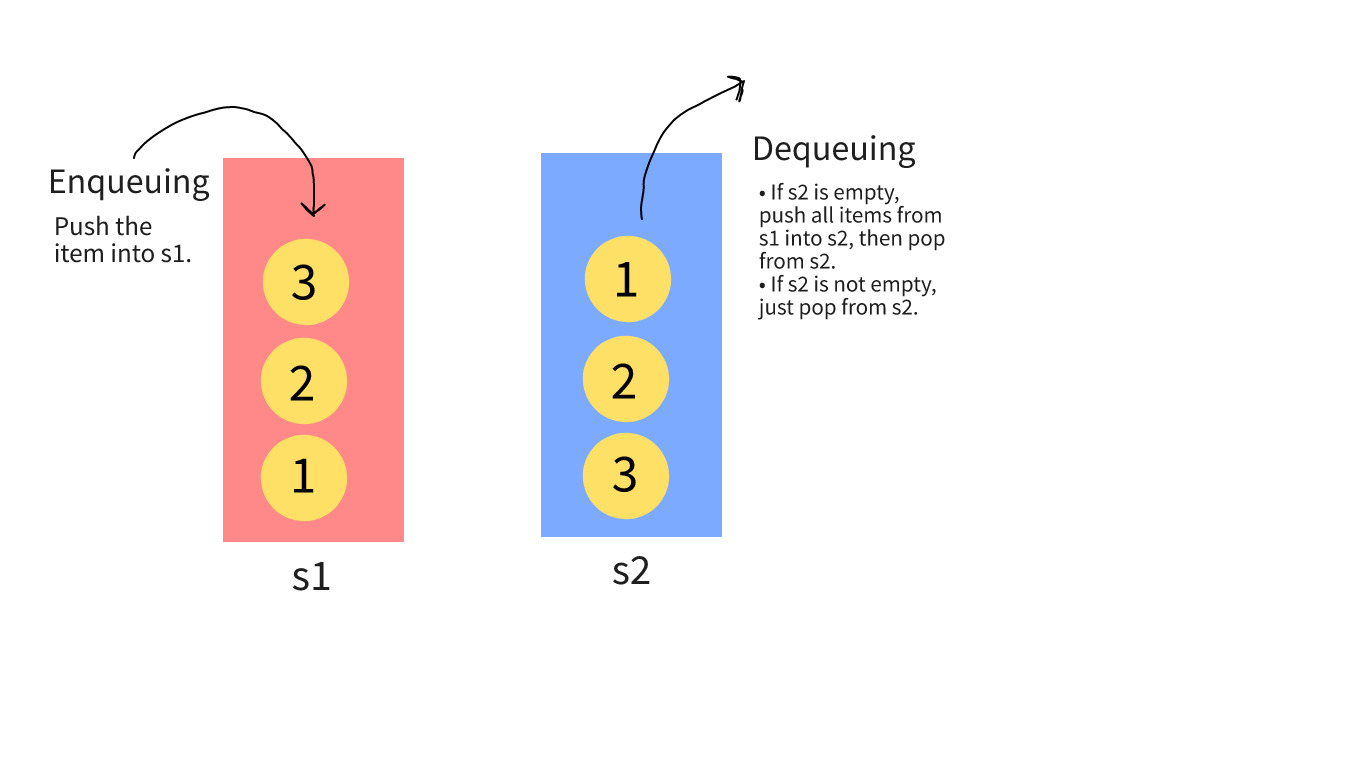 Enqueuing
Push the
item into s1.
3
2
1
s1
1
2
3
s2
Dequeuing
• If s2 is empty,
push all items from
s1 into s2, then pop
from s2.
• If s2 is not empty,
just pop from s2.